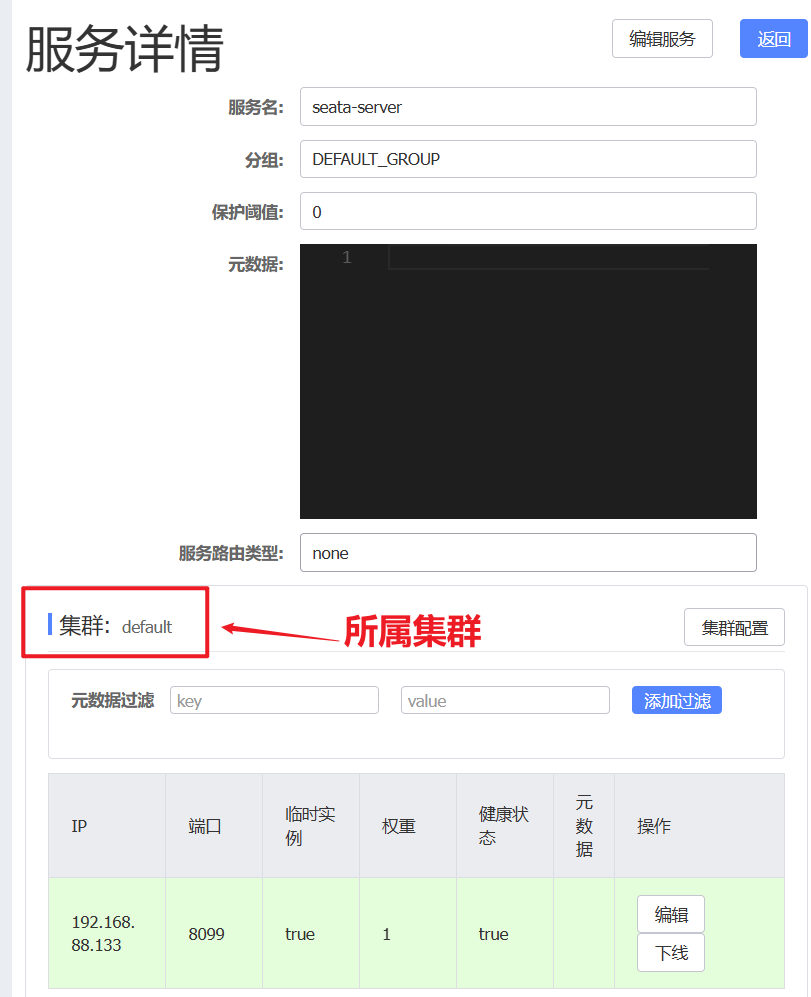 服务详情
编辑服务
返回
服务名:
seata-server
分组:
DEFAULT_GROUP
保护阈值:
0
元数据:
1
服务路由类型:
none
集群:
default
所属集群
集群配置
元数据过滤
key
value
添加过滤
IP
端口
临时实
例
权重
健康状
态
元
数
据
操作
192.168.
88.133
8099
true
1
true
编辑
下线